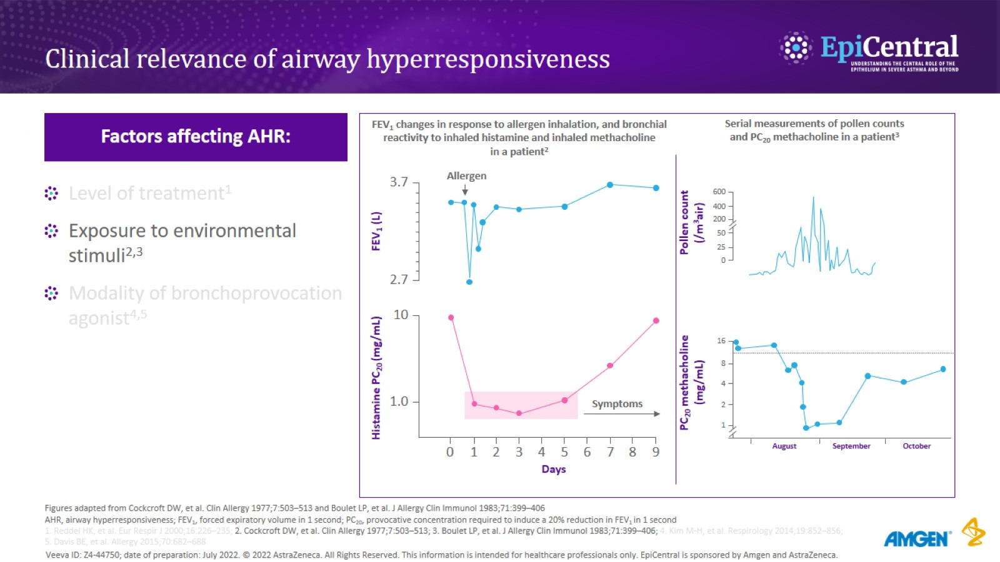 Clinical relevance of airway hyperresponsiveness
EpiCentral
UNDERSTANDING THE CENTRAL ROLE OF THE
EPITHELIUM IN SEVERE ASTHMA AND BEYOND
Factors affecting AHR:
Level of treatment¹
Exposure to environmental
stimuli²,³
Modality of bronchoprovocation
agonist⁴,⁵
FEV₁ changes in response to allergen inhalation, and bronchial
reactivity to inhaled histamine and inhaled methacholine
in a patient²
Allergen
FEV₁ (L)
3.7
2.7
Histamine PC₂₀ (mg/mL)
10
1.0
Symptoms
0 1 2 3 4 5 6 7 8 9
Days
Serial measurements of pollen counts
and PC₂₀ methacholine in a patient³
Pollen count
(/m³air)
600
400
200
50
25
0
PC₂₀ methacholine
(mg/mL)
16
8
4
2
1
August September October
Figures adapted from Cockcroft DW, et al. Clin Allergy 1977;7:503–513 and Boulet LP, et al. J Allergy Clin Immunol 1983;71:399–406
AHR, airway hyperresponsiveness; FEV₁, forced expiratory volume in 1 second; PC₂₀, provocative concentration required to induce a 20% reduction in FEV₁ in 1 second
1. Reddel HK, et al. Eur Respir J 2000;16:226–235; 2. Cockcroft DW, et al. Clin Allergy 1977;7:503–513; 3. Boulet LP, et al. J Allergy Clin Immunol 1983;71:399–406; 4. Kim M-H, et al. Respirology 2014;19:852–856;
5. Davis BE, et al. Allergy 2015;70:682–688
Veeva ID: Z4-44750; date of preparation: July 2022. © 2022 AstraZeneca. All Rights Reserved. This information is intended for healthcare professionals only. EpiCentral is sponsored by Amgen and AstraZeneca.
AMGEN®